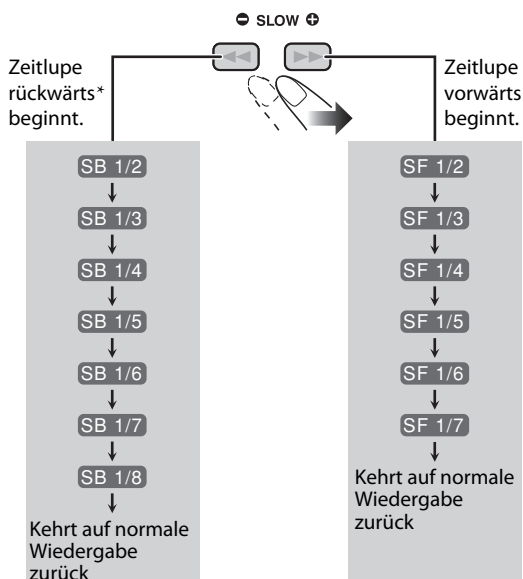 ⊖ SLOW ⊕
Zeitlupe
rückwärts*
beginnt.
Zeitlupe
vorwärts
beginnt.
SB 1/2
SB 1/3
SB 1/4
SB 1/5
SB 1/6
SB 1/7
SB 1/8
Kehrt auf normale
Wiedergabe
zurück
SF 1/2
SF 1/3
SF 1/4
SF 1/5
SF 1/6
SF 1/7
Kehrt auf normale
Wiedergabe
zurück